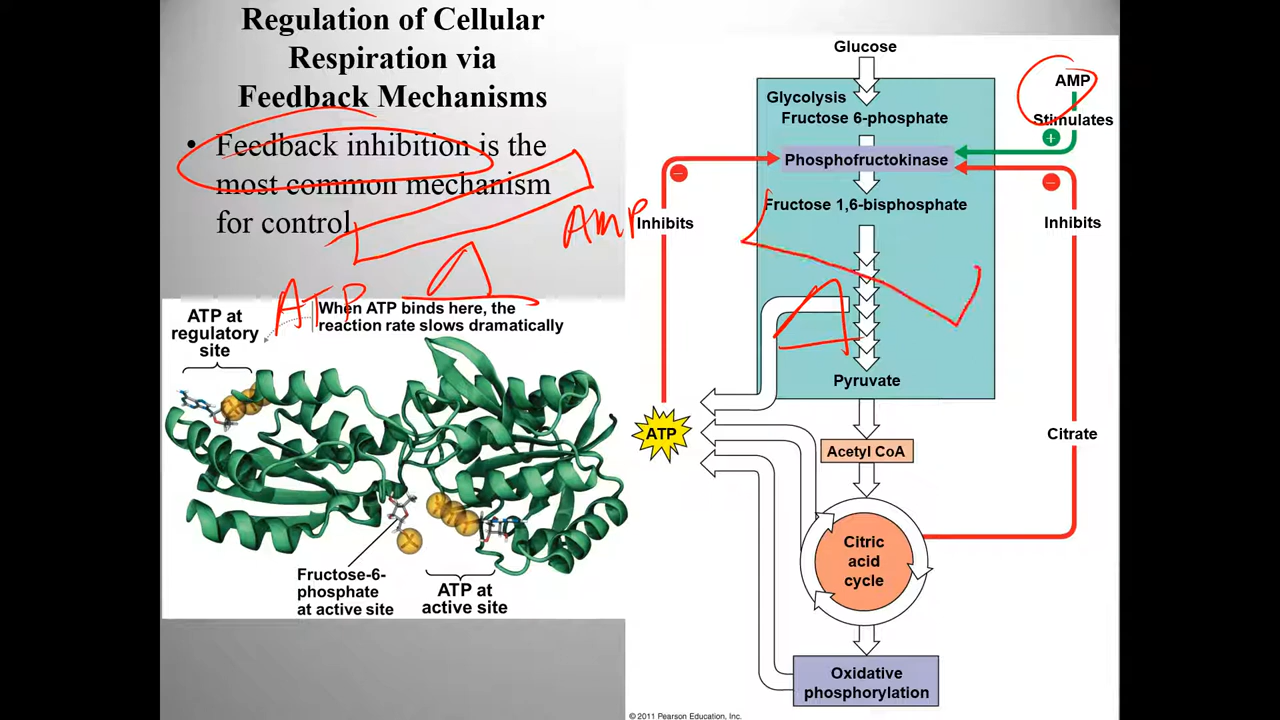 Regulation of Cellular
Respiration via
Feedback Mechanisms
• Feedback inhibition is the
most common mechanism
for control
AMP
ATP
ATP at
regulatory
site
When ATP binds here, the
reaction rate slows dramatically
Fructose-6-
phosphate
at active site
ATP at
active site
Glucose
AMP
Glycolysis
Fructose 6-phosphate
Stimulates
+
Phosphofructokinase
–
–
Fructose 1,6-bisphosphate
Inhibits
Inhibits
Pyruvate
ATP
Acetyl CoA
Citrate
Citric
acid
cycle
Oxidative
phosphorylation
© 2011 Pearson Education, Inc.